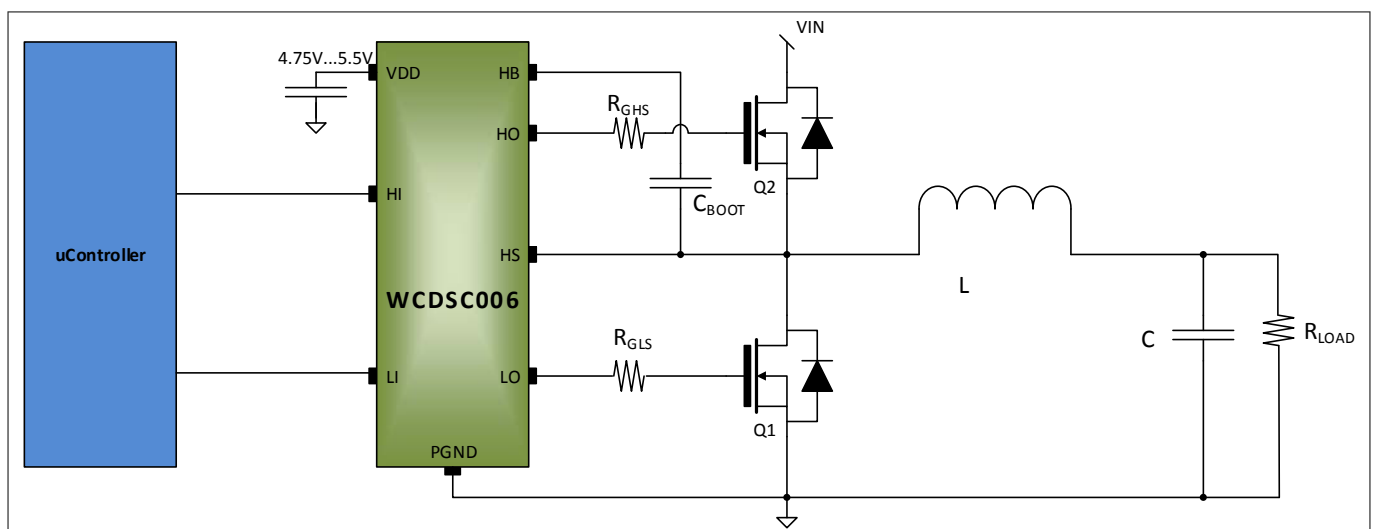 VIN
4.75V...5.5V
VDD
HB
RGHS
HO
Q2
HI
CBOOT
uController
HS
L
WCDSC006
RGLS
C
RLOAD
LI
LO
Q1
PGND